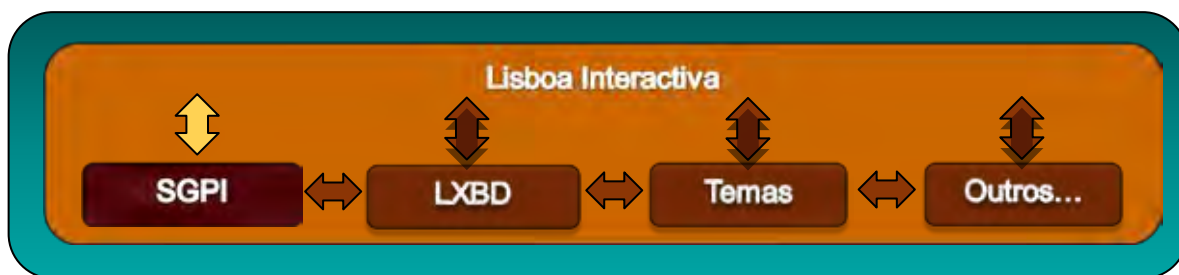 Lisboa Interactiva
SGPI
LXBD
Temas
Outros...